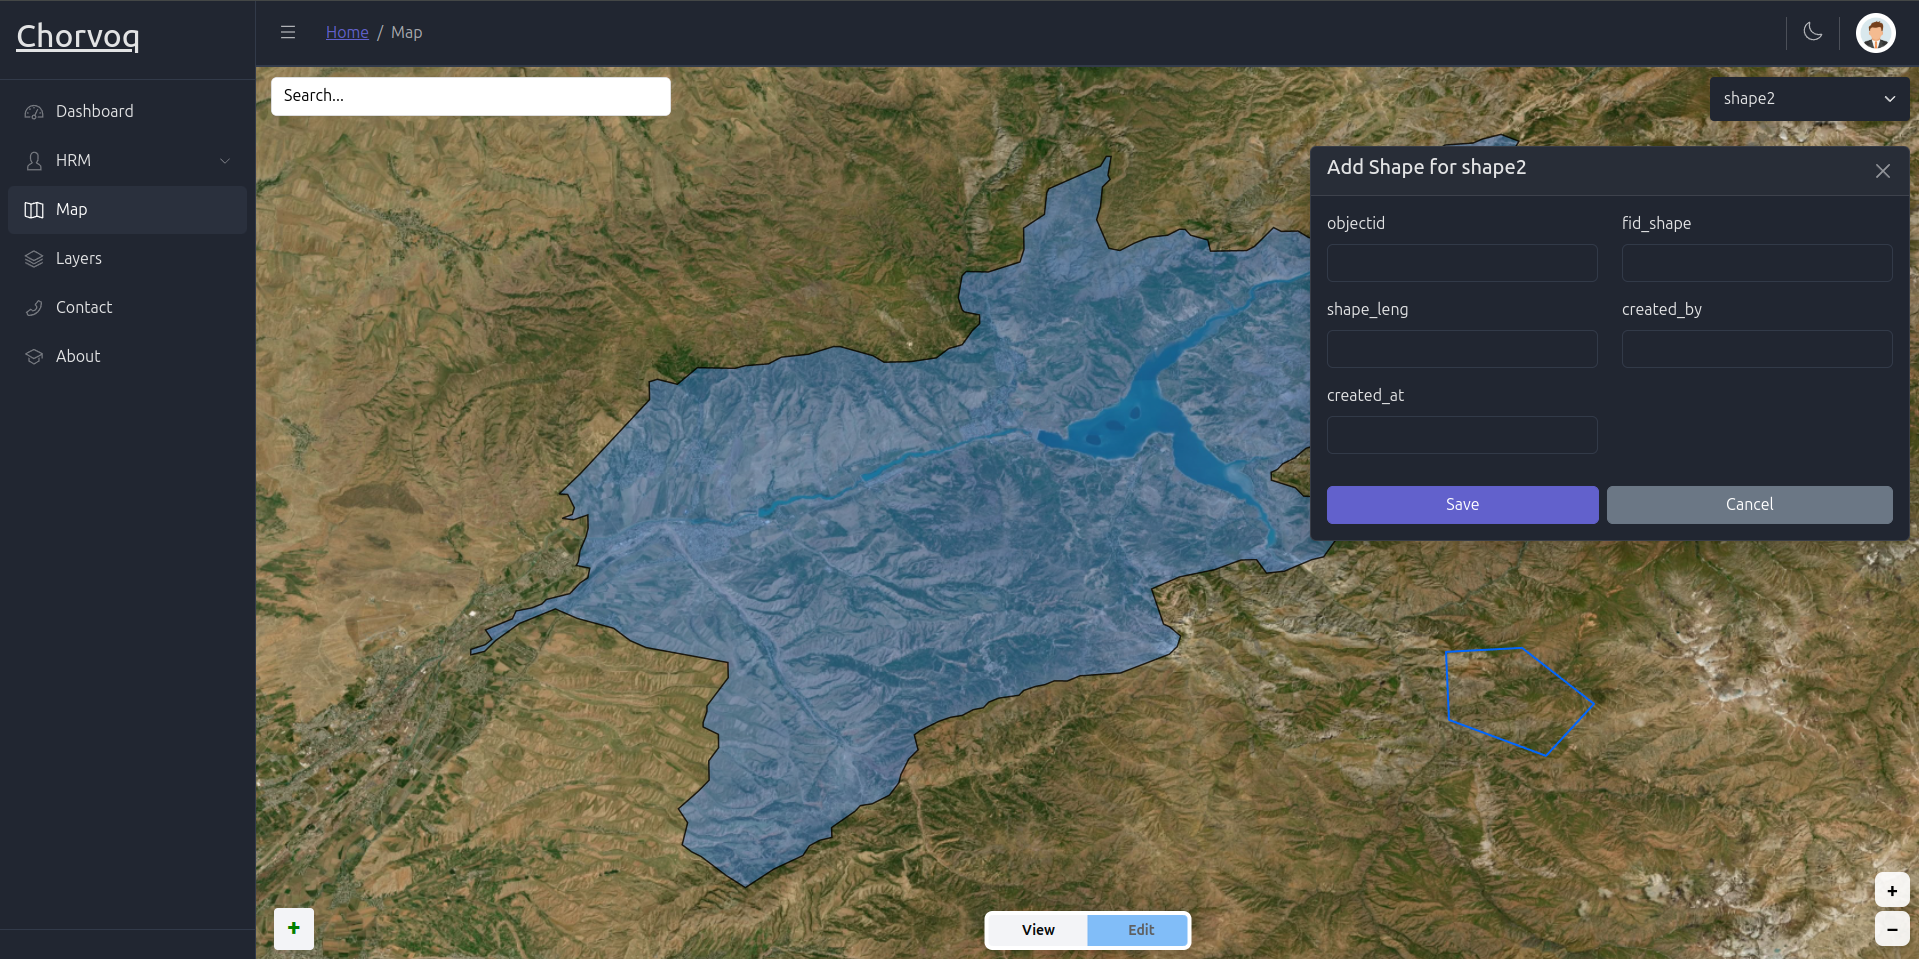 Chorvoq
Home / Map
Dashboard
HRM
Map
Layers
Contact
About
Search...
shape2
Add Shape for shape2
objectid
fid_shape
shape_leng
created_by
created_at
Save
Cancel
+
View
Edit
+
−